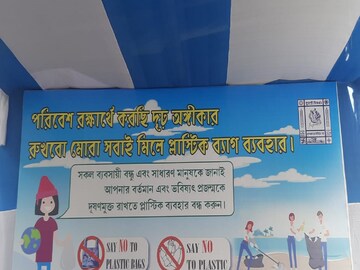 পরিবেশ রক্ষার্থে করেছি দৃঢ় অঙ্গীকার
রুখবো মোরা সবাই মিলে প্লাস্টিক ব্যাগ ব্যবহার।
সকল ব্যবসায়ী বন্ধু এবং সাধারণ মানুষকে জানাই
আপনার বর্তমান এবং ভবিষ্যৎ প্রজন্মকে
দূষণমুক্ত রাখতে প্লাস্টিক ব্যবহার বন্ধ করুন।
SAY NO TO
PLASTIC BAGS
SAY NO
TO PLASTIC